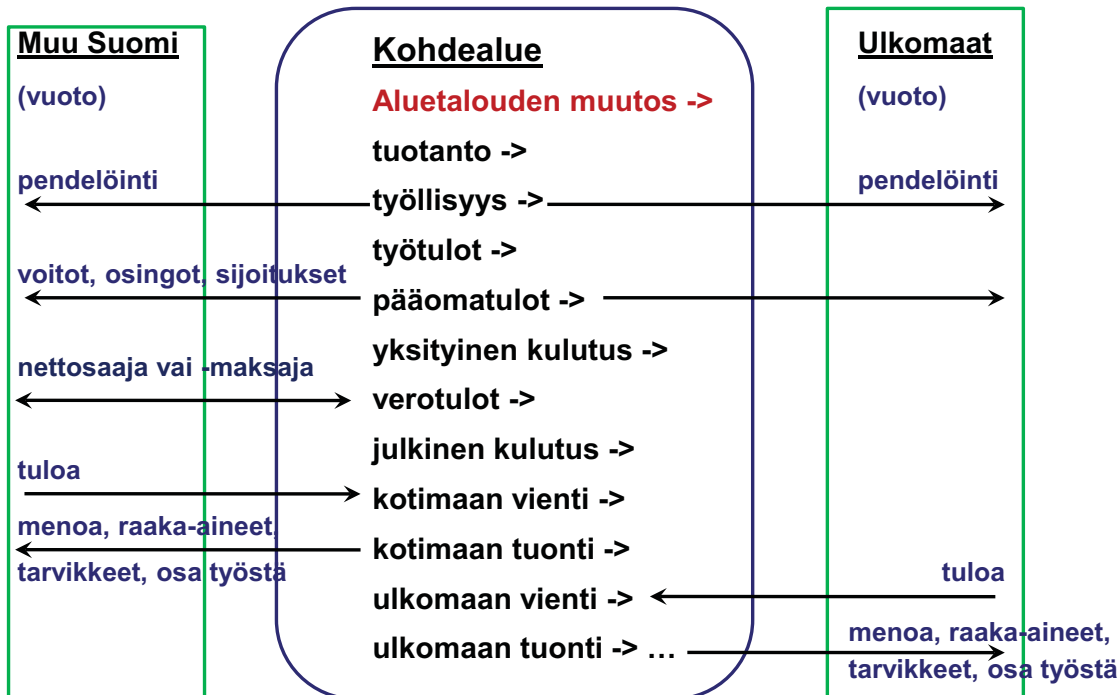 Muu Suomi
(vuoto)
pendelöinti
voitot, osingot, sijoitukset
nettosaaja vai -maksaja
tuloa
menoa, raaka-aineet,
tarvikkeet, osa työstä
Kohdealue
Aluetalouden muutos ->
tuotanto ->
työllisyys ->
työtulot ->
pääomatulot ->
yksityinen kulutus ->
verotulot ->
julkinen kulutus ->
kotimaan vienti ->
kotimaan tuonti ->
ulkomaan vienti ->
ulkomaan tuonti -> …
Ulkomaat
(vuoto)
pendelöinti
tuloa
menoa, raaka-aineet,
tarvikkeet, osa työstä